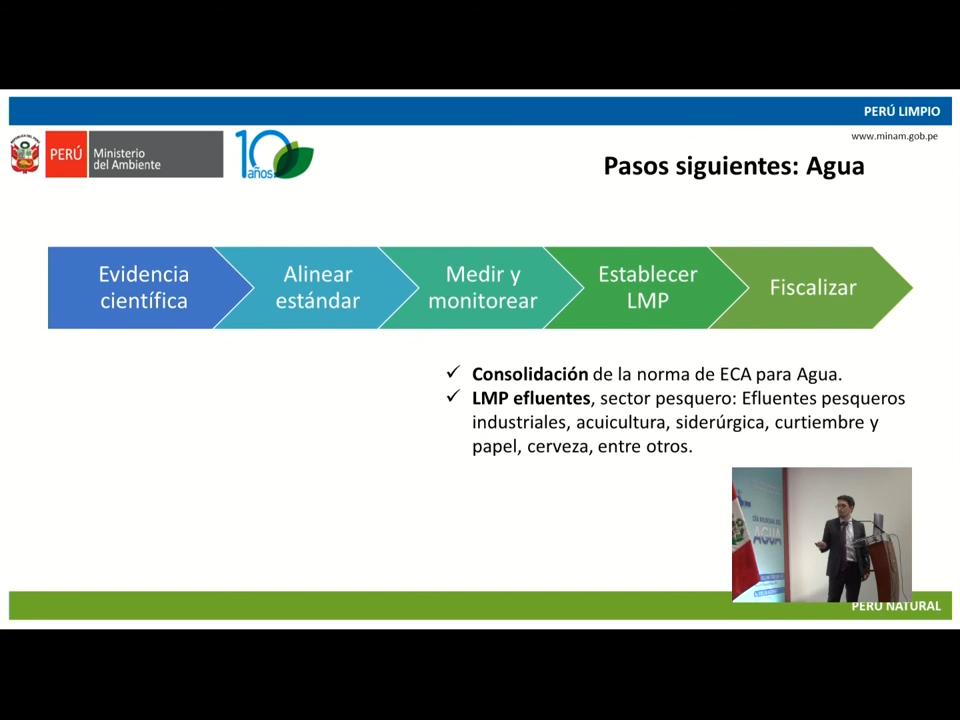 PERÚ LIMPIO
www.minam.gob.pe
PERÚ
Ministerio
del Ambiente
10
años
Pasos siguientes: Agua
Evidencia
científica
Alinear
estándar
Medir y
monitorear
Establecer
LMP
Fiscalizar
✓ Consolidación de la norma de ECA para Agua.
✓ LMP efluentes, sector pesquero: Efluentes pesqueros
industriales, acuicultura, siderúrgica, curtiembre y
papel, cerveza, entre otros.
AGUA
PERÚ NATURAL